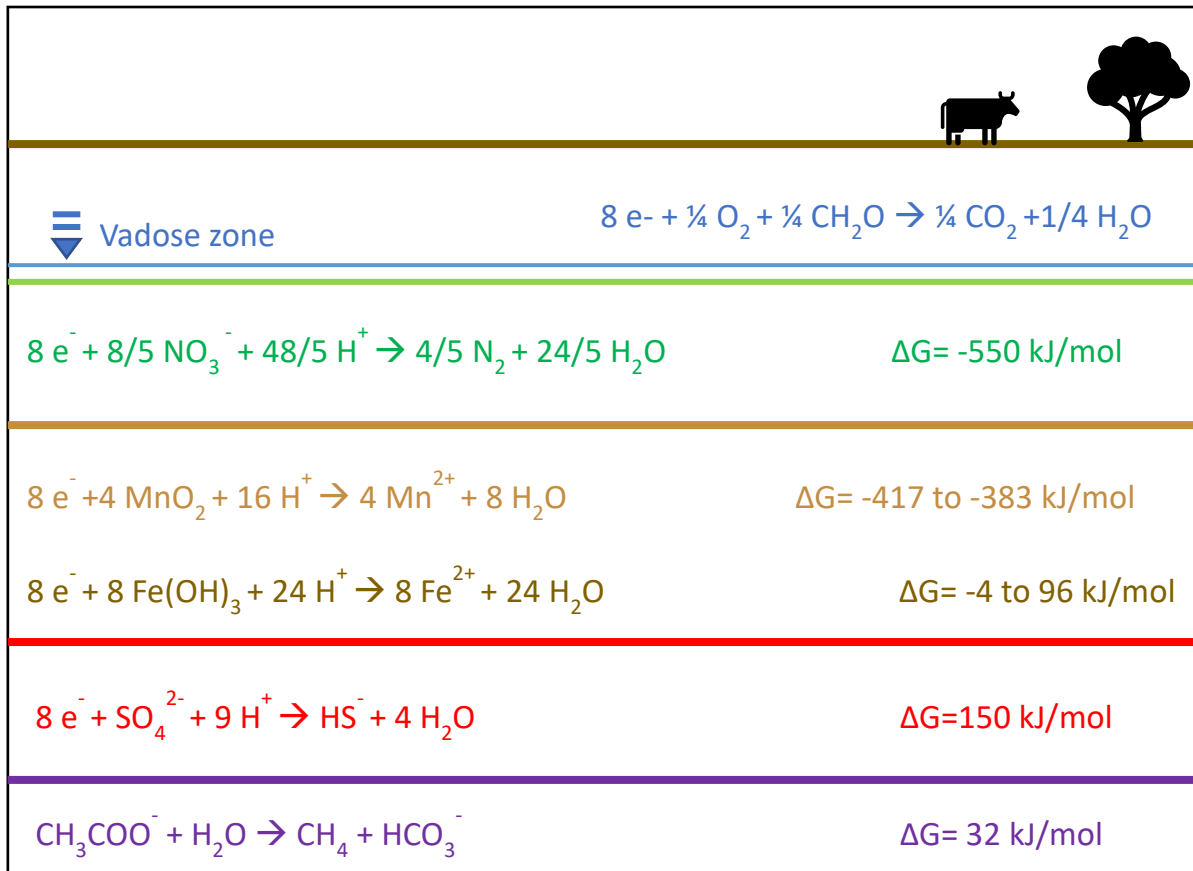 8 e- + ¼ O₂ + ¼ CH₂O → ¼ CO₂ +1/4 H₂O
Vadose zone
8 e⁻ + 8/5 NO₃⁻ + 48/5 H⁺ → 4/5 N₂ + 24/5 H₂O ΔG= -550 kJ/mol
8 e⁻ +4 MnO₂ + 16 H⁺ → 4 Mn²⁺ + 8 H₂O ΔG= -417 to -383 kJ/mol
8 e⁻ + 8 Fe(OH)₃ + 24 H⁺ → 8 Fe²⁺ + 24 H₂O ΔG= -4 to 96 kJ/mol
8 e⁻ + SO₄²⁻ + 9 H⁺ → HS⁻ + 4 H₂O ΔG=150 kJ/mol
CH₃COO⁻ + H₂O → CH₄ + HCO₃⁻ ΔG= 32 kJ/mol